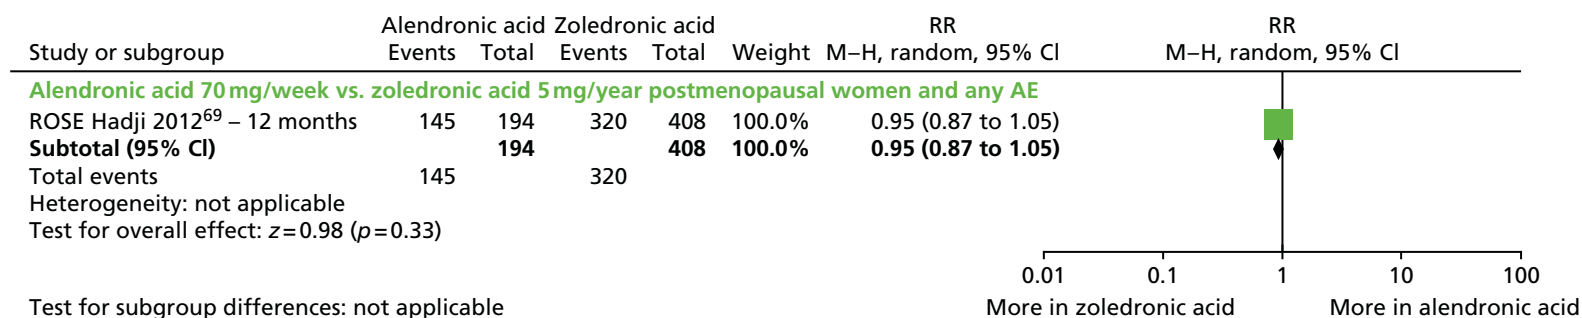 Alendronic acid Zoledronic acid RR RR
Study or subgroup Events Total Events Total Weight M–H, random, 95% Cl M–H, random, 95% Cl
Alendronic acid 70 mg/week vs. zoledronic acid 5 mg/year postmenopausal women and any AE
ROSE Hadji 2012⁶⁹ – 12 months 145 194 320 408 100.0% 0.95 (0.87 to 1.05)
Subtotal (95% Cl) 194 408 100.0% 0.95 (0.87 to 1.05)
Total events 145 320
Heterogeneity: not applicable
Test for overall effect: z=0.98 (p=0.33)
0.01 0.1 1 10 100
Test for subgroup differences: not applicable More in zoledronic acid More in alendronic acid